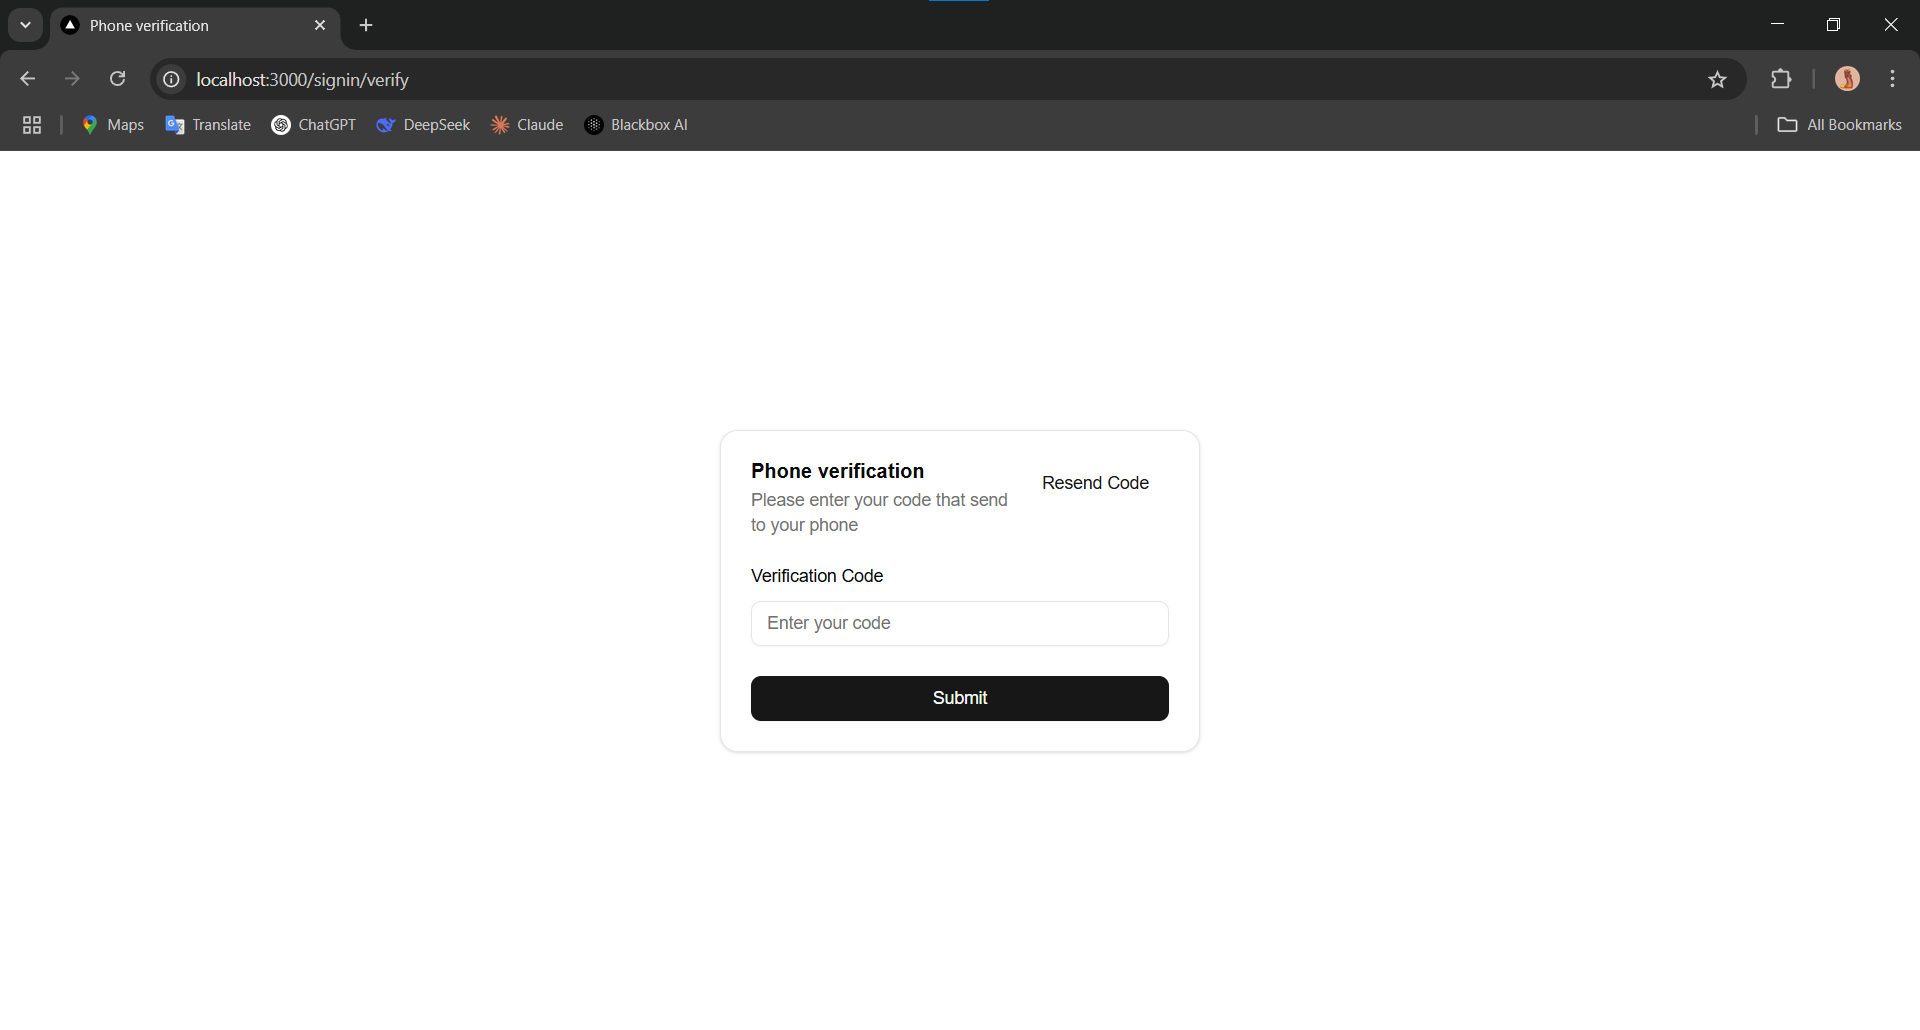 Phone verification
localhost:3000/signin/verify
Maps
Translate
ChatGPT
DeepSeek
Claude
Blackbox AI
All Bookmarks
Phone verification
Resend Code
Please enter your code that send
to your phone
Verification Code
Enter your code
Submit